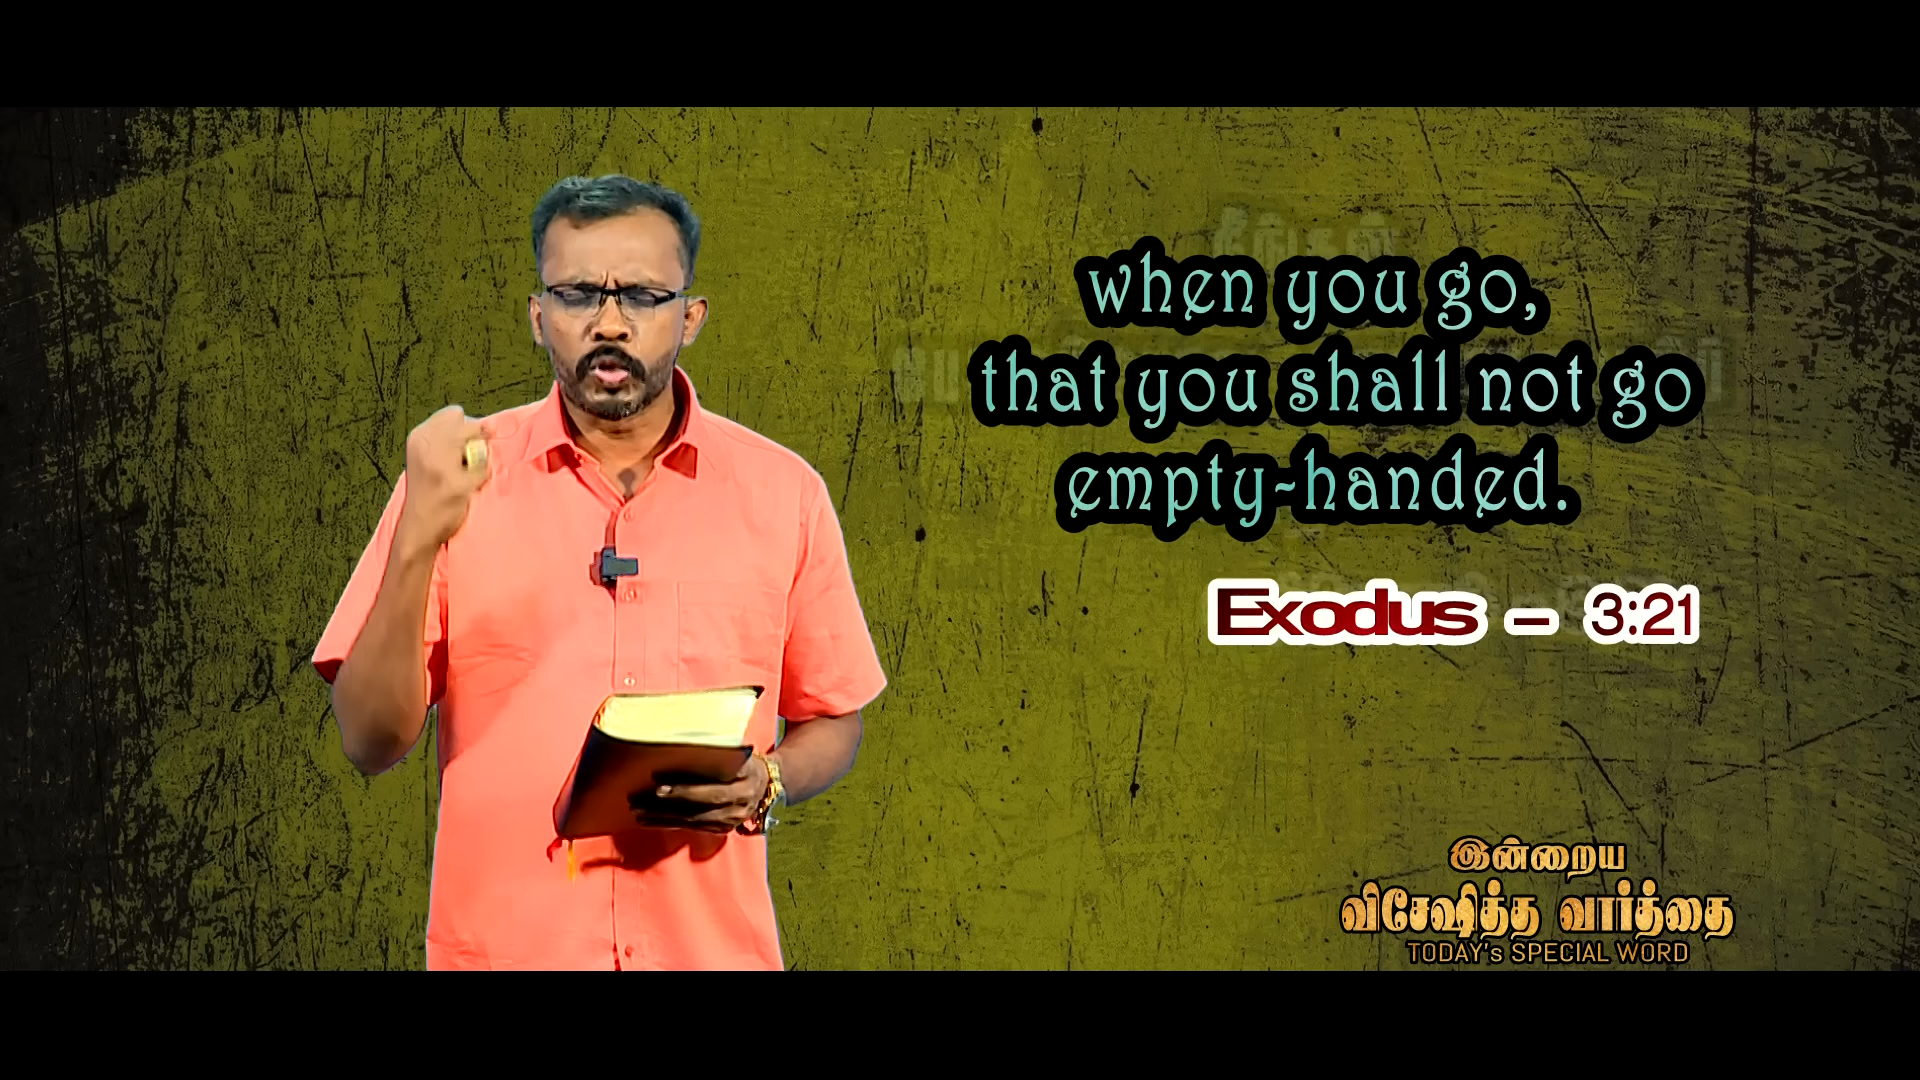 when you go,
that you shall not go
empty-handed.
Exodus - 3:21
இன்றைய
விசேஷித்த வார்த்தை
TODAY's SPECIAL WORD